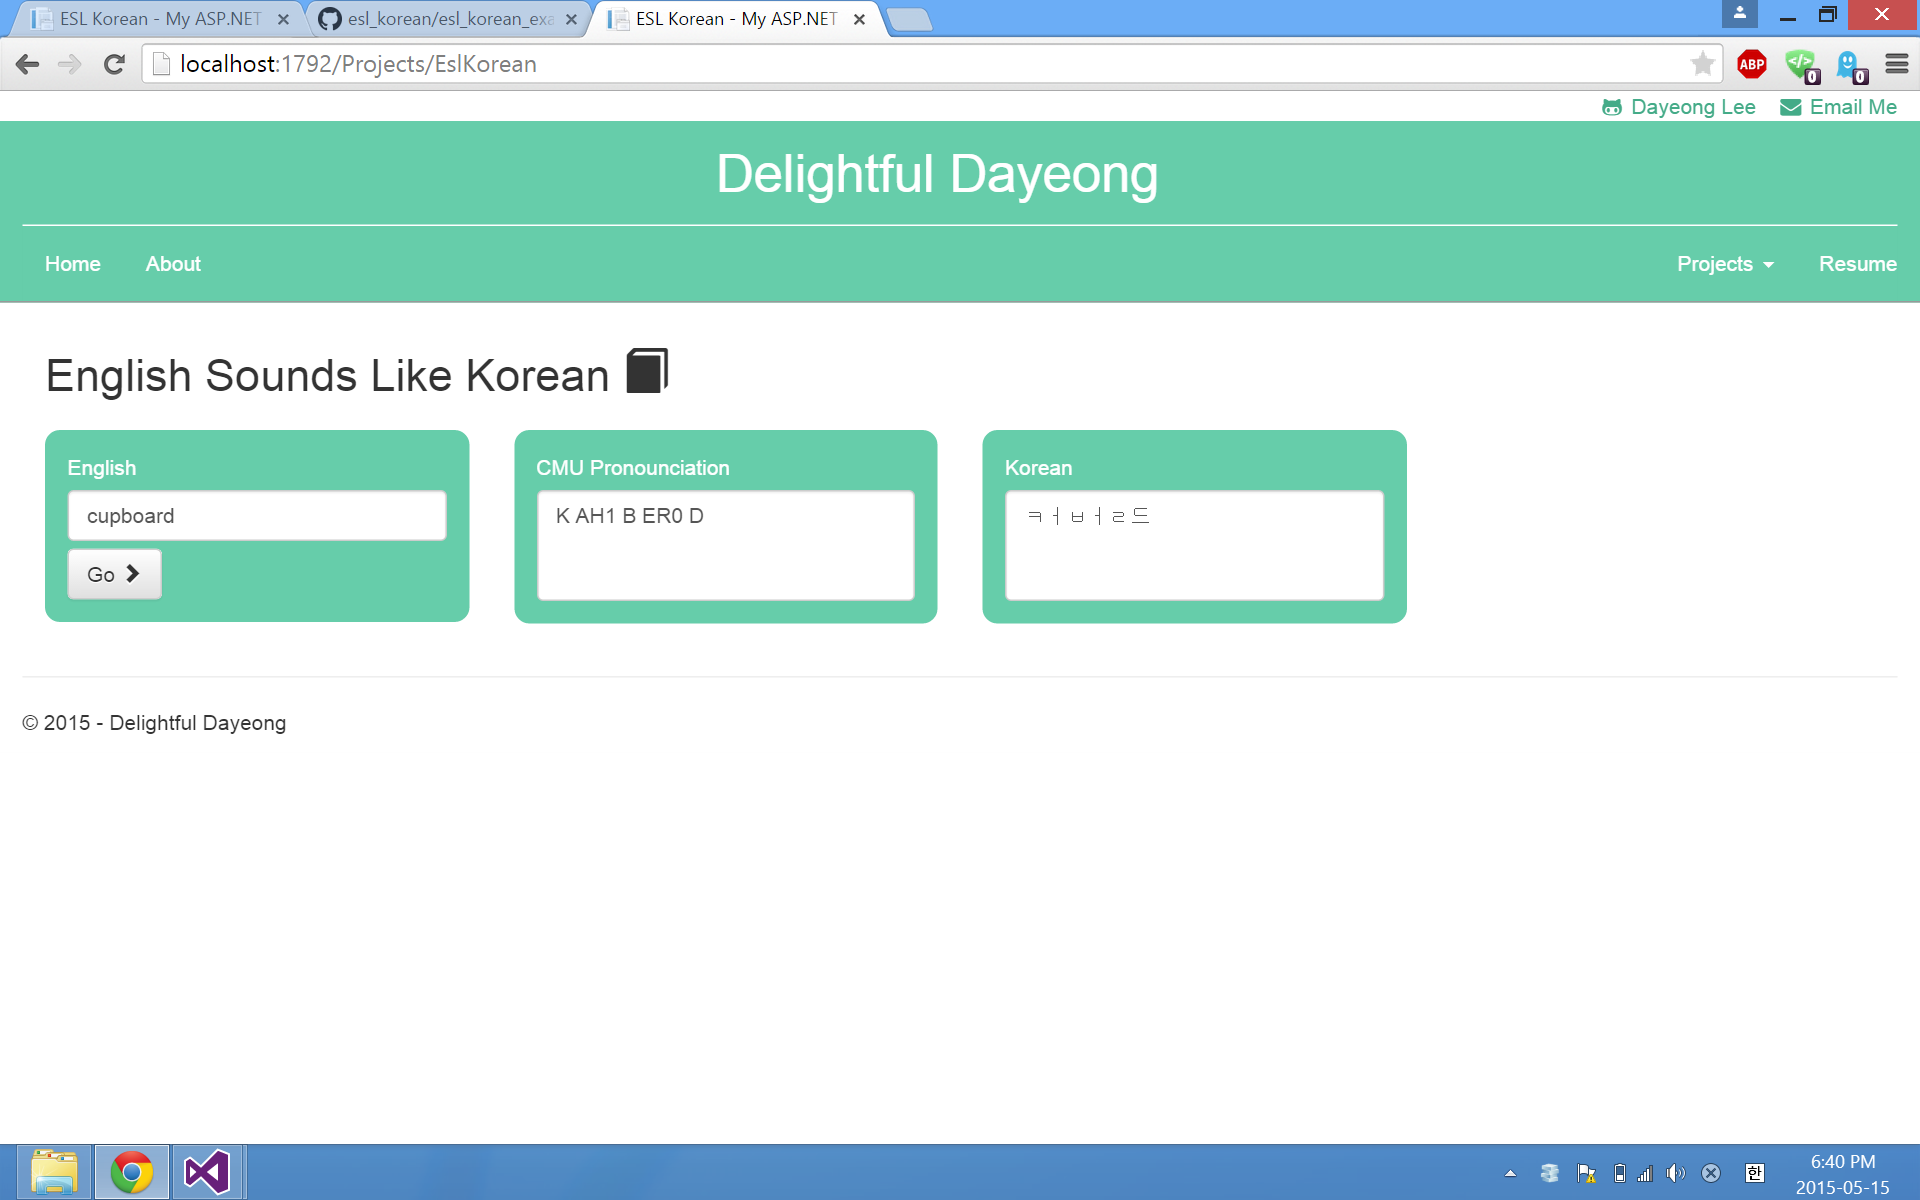 ESL Korean - My ASP.NET
esl_korean/esl_korean_exa
ESL Korean - My ASP.NET
localhost:1792/Projects/EslKorean
ABP
0
0
Dayeong Lee
Email Me
Delightful Dayeong
Home
About
Projects
Resume
English Sounds Like Korean
English
cupboard
Go
CMU Pronounciation
K AH1 B ER0 D
Korean
ㅋㅓㅂㅓㄹ드
© 2015 - Delightful Dayeong
한
6:40 PM
2015-05-15